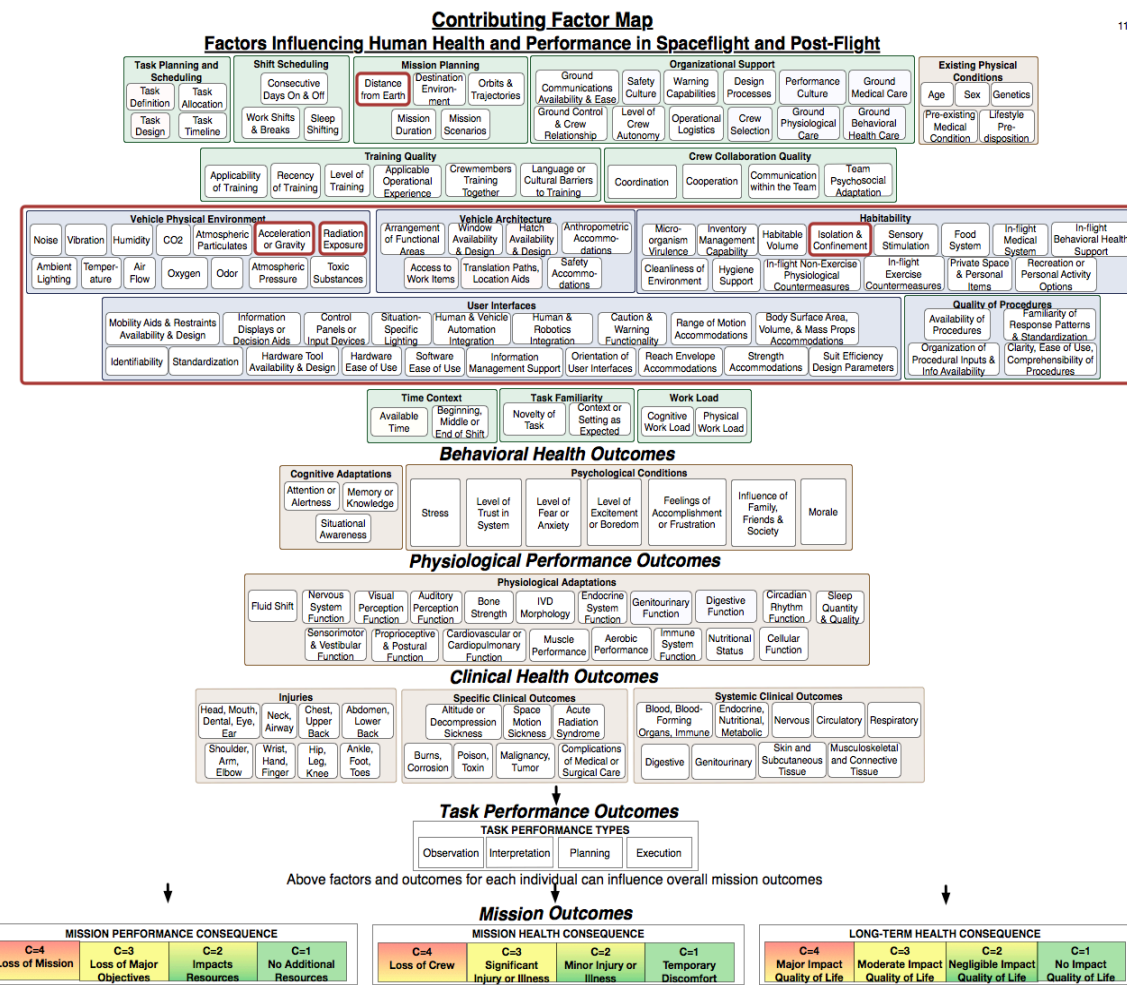 Contributing Factor Map
11
Factors Influencing Human Health and Performance in Spaceflight and Post-Flight
Task Planning and
Scheduling
Task
Definition
Task
Allocation
Task
Design
Task
Timeline
Shift Scheduling
Consecutive
Days On & Off
Work Shifts
& Breaks
Sleep
Shifting
Mission Planning
Distance
from Earth
Destination
Environ-
ment
Orbits &
Trajectories
Mission
Duration
Mission
Scenarios
Organizational Support
Ground
Communications
Availability & Ease
Safety
Culture
Warning
Capabilities
Design
Processes
Performance
Culture
Ground
Medical Care
Ground Control
& Crew
Relationship
Level of
Crew
Autonomy
Operational
Logistics
Crew
Selection
Ground
Physiological
Care
Ground
Behavioral
Health Care
Existing Physical
Conditions
Age
Sex
Genetics
Pre-existing
Medical
Condition
Lifestyle
Pre-
disposition
Training Quality
Applicability
of Training
Recency
of Training
Level of
Training
Applicable
Operational
Experience
Crewmembers
Training
Together
Language or
Cultural Barriers
to Training
Crew Collaboration Quality
Coordination
Cooperation
Communication
within the Team
Team
Psychosocial
Adaptation
Vehicle Physical Environment
Noise
Vibration
Humidity
CO2
Atmospheric
Particulates
Acceleration
or Gravity
Radiation
Exposure
Ambient
Lighting
Temper-
ature
Air
Flow
Oxygen
Odor
Atmospheric
Pressure
Toxic
Substances
Vehicle Architecture
Arrangement
of Functional
Areas
Window
Availability
& Design
Hatch
Availability
& Design
Anthropometric
Accommo-
dations
Access to
Work Items
Translation Paths,
Location Aids
Safety
Accommo-
dations
Habitability
Micro-
organism
Virulence
Inventory
Management
Capability
Habitable
Volume
Isolation &
Confinement
Sensory
Stimulation
Food
System
In-flight
Medical
System
In-flight
Behavioral Health
Support
Cleanliness of
Environment
Hygiene
Support
In-flight Non-Exercise
Physiological
Countermeasures
In-flight
Exercise
Countermeasures
Private Space
& Personal
Items
Recreation or
Personal Activity
Options
User Interfaces
Mobility Aids & Restraints
Availability & Design
Information
Displays or
Decision Aids
Control
Panels or
Input Devices
Situation-
Specific
Lighting
Human & Vehicle
Automation
Integration
Human &
Robotics
Integration
Caution &
Warning
Functionality
Range of Motion
Accommodations
Body Surface Area,
Volume, & Mass Props
Accommodations
Identifiability
Standardization
Hardware Tool
Availability & Design
Hardware
Ease of Use
Software
Ease of Use
Information
Management Support
Orientation of
User Interfaces
Reach Envelope
Accommodations
Strength
Accommodations
Suit Efficiency
Design Parameters
Quality of Procedures
Availability of
Procedures
Familiarity of
Response Patterns
& Standardization
Organization of
Procedural Inputs &
Info Availability
Clarity, Ease of Use,
Comprehensibility of
Procedures
Time Context
Available
Time
Beginning,
Middle or
End of Shift
Task Familiarity
Novelty of
Task
Context or
Setting as
Expected
Work Load
Cognitive
Work Load
Physical
Work Load
Behavioral Health Outcomes
Cognitive Adaptations
Attention or
Alertness
Memory or
Knowledge
Situational
Awareness
Psychological Conditions
Stress
Level of
Trust in
System
Level of
Fear or
Anxiety
Level of
Excitement
or Boredom
Feelings of
Accomplishment
or Frustration
Influence of
Family,
Friends &
Society
Morale
Physiological Performance Outcomes
Physiological Adaptations
Fluid Shift
Nervous
System
Function
Visual
Perception
Function
Auditory
Perception
Function
Bone
Strength
IVD
Morphology
Endocrine
System
Function
Genitourinary
Function
Digestive
Function
Circadian
Rhythm
Function
Sleep
Quantity
& Quality
Sensorimotor
& Vestibular
Function
Proprioceptive
& Postural
Function
Cardiovascular or
Cardiopulmonary
Function
Muscle
Performance
Aerobic
Performance
Immune
System
Function
Nutritional
Status
Cellular
Function
Clinical Health Outcomes
Injuries
Head, Mouth,
Dental, Eye,
Ear
Neck,
Airway
Chest,
Upper
Back
Abdomen,
Lower
Back
Shoulder,
Arm,
Elbow
Wrist,
Hand,
Finger
Hip,
Leg,
Knee
Ankle,
Foot,
Toes
Specific Clinical Outcomes
Altitude or
Decompression
Sickness
Space
Motion
Sickness
Acute
Radiation
Syndrome
Burns,
Corrosion
Poison,
Toxin
Malignancy,
Tumor
Complications
of Medical or
Surgical Care
Systemic Clinical Outcomes
Blood, Blood-
Forming
Organs, Immune
Endocrine,
Nutritional,
Metabolic
Nervous
Circulatory
Respiratory
Digestive
Genitourinary
Skin and
Subcutaneous
Tissue
Musculoskeletal
and Connective
Tissue
Task Performance Outcomes
TASK PERFORMANCE TYPES
Observation
Interpretation
Planning
Execution
Above factors and outcomes for each individual can influence overall mission outcomes
Mission Outcomes
MISSION PERFORMANCE CONSEQUENCE
C=4
Loss of Mission
C=3
Loss of Major
Objectives
C=2
Impacts
Resources
C=1
No Additional
Resources
MISSION HEALTH CONSEQUENCE
C=4
Loss of Crew
C=3
Significant
Injury or Illness
C=2
Minor Injury or
Illness
C=1
Temporary
Discomfort
LONG-TERM HEALTH CONSEQUENCE
C=4
Major Impact
Quality of Life
C=3
Moderate Impact
Quality of Life
C=2
Negligible Impact
Quality of Life
C=1
No Impact
Quality of Life